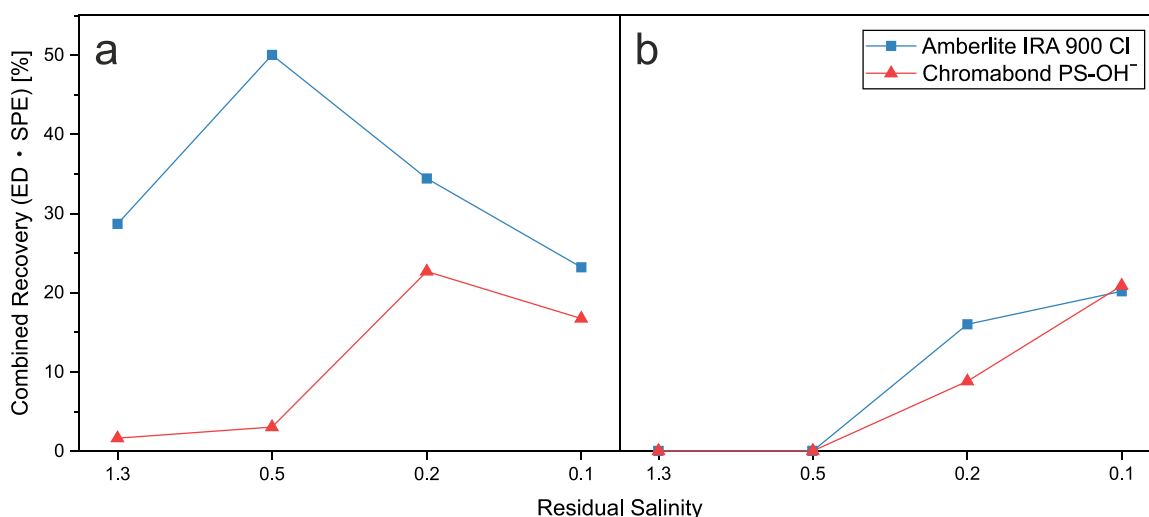 Combined Recovery (ED · SPE) [%]
50
40
30
20
10
0
a
b
Amberlite IRA 900 Cl
Chromabond PS-OH⁻
1.3 0.5 0.2 0.1
1.3 0.5 0.2 0.1
Residual Salinity